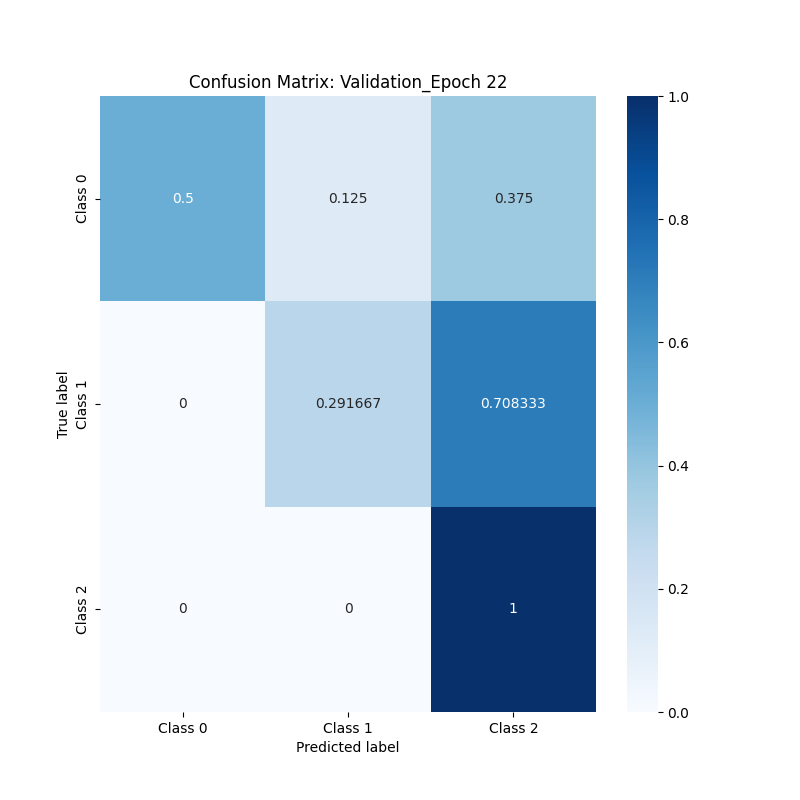 Confusion Matrix: Validation_Epoch 22
True label
Class 0
Class 1
Class 2
0.5 0.125 0.375
0 0.291667 0.708333
0 0 1
Class 0 Class 1 Class 2
Predicted label
1.0
0.8
0.6
0.4
0.2
0.0